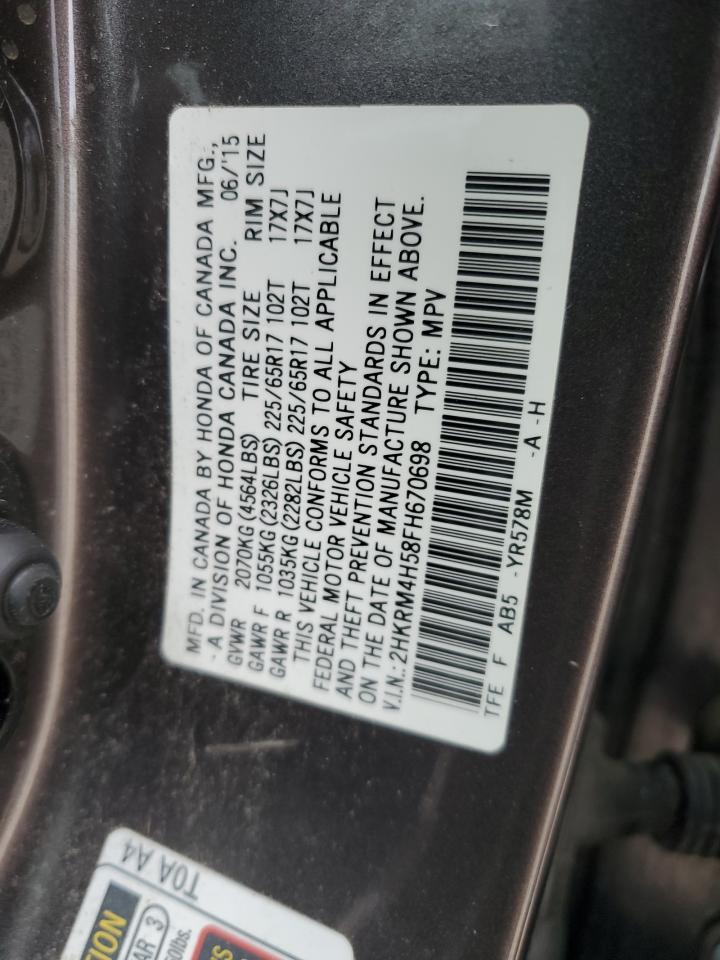 MFD. IN CANADA BY HONDA OF CANADA MFG.,
- A DIVISION OF HONDA CANADA INC. 06/'15
GVWR 2070KG (4564LBS) TIRE SIZE RIM SIZE
GAWR F 1055KG (2326LBS) 225/65R17 102T 17X7J
GAWR R 1035KG (2282LBS) 225/65R17 102T 17X7J
THIS VEHICLE CONFORMS TO ALL APPLICABLE
FEDERAL MOTOR VEHICLE SAFETY
AND THEFT PREVENTION STANDARDS IN EFFECT
ON THE DATE OF MANUFACTURE SHOWN ABOVE.
V.I.N.: 2HKRM4H58FH670698 TYPE: MPV
TFE F AB5 -YR578M -A -H
T0A A4
3